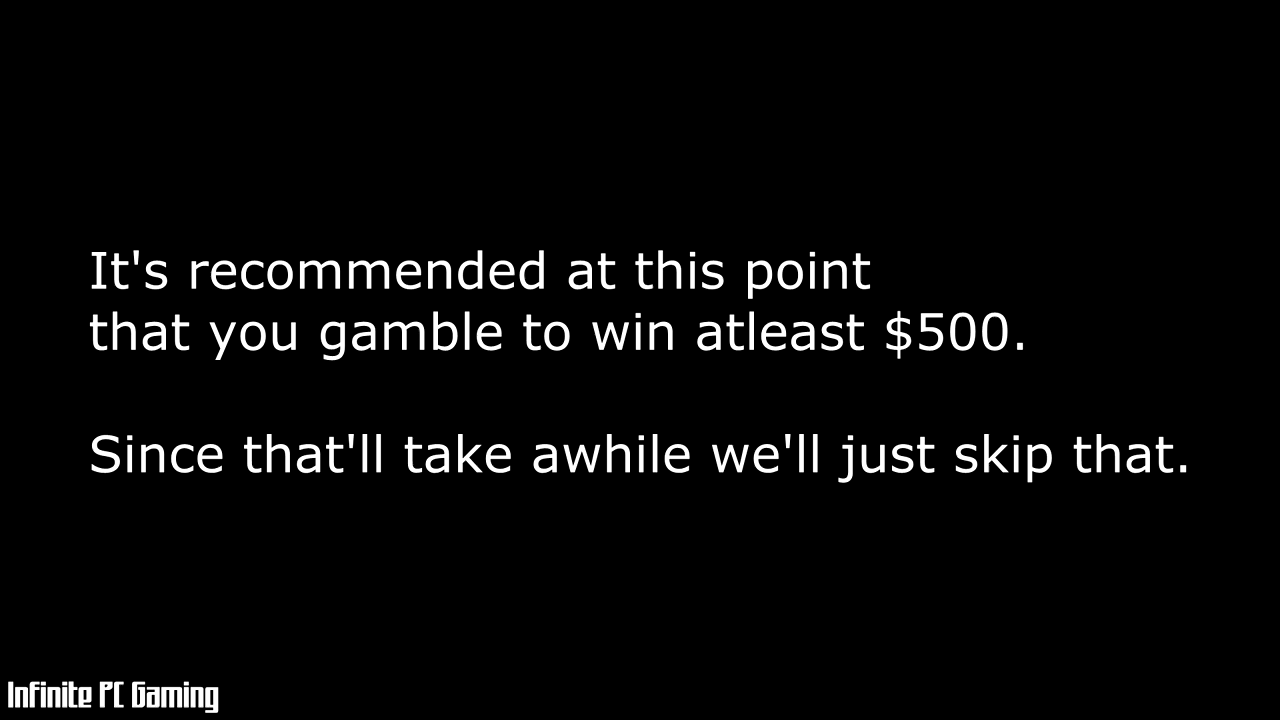 It's recommended at this point
that you gamble to win atleast $500.
Since that'll take awhile we'll just skip that.
Infinite PC Gaming